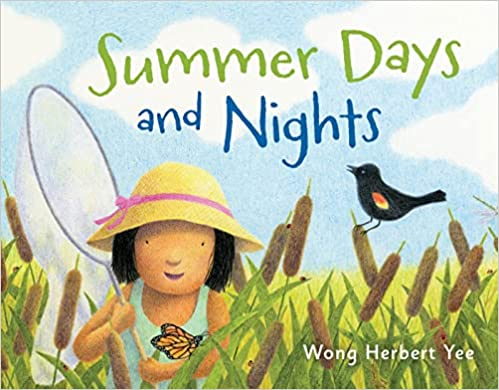 Summer Days
and Nights
Wong Herbert Yee